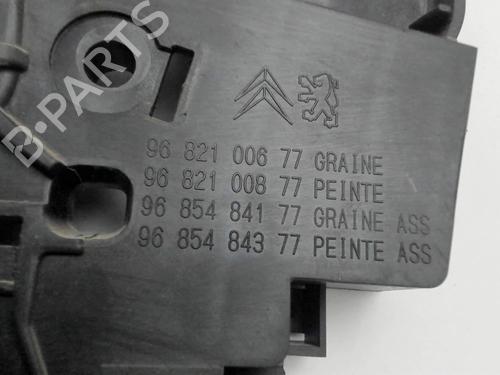 B-PARTS
96 821 006 77 GRAINE
96 821 008 77 PEINTE
96 854 841 77 GRAINE ASS
96 854 843 77 PEINTE ASS